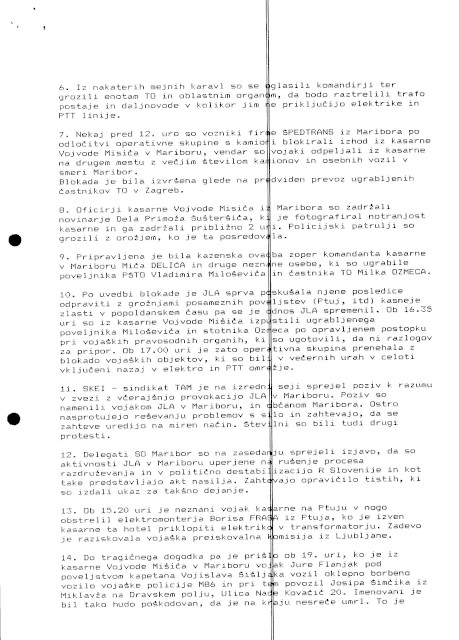 6. Iz nakaterih mejnih karavl so se oglasili komandirji ter
grozili enotam TO in oblastnim organom, da bodo raztrelili trafo
postaje in daljnovode v kolikor jim ne priključijo elektrike in
PTT linije.
7. Nekaj pred 12. uro so vozniki firme SPEDTRANS iz Maribora po
odločitvi operativne skupine s kamioni blokirali izhod iz kasarne
Vojvode Misiča v Mariboru, vendar so vojaki odpeljali iz kasarne
na drugem mestu z večjim številom kamionov in osebnih vozil v
smeri Maribor.
Blokada je bila izvršena glede na predviden prevoz ugrabljenih
častnikov TO v Zagreb.
8. Oficirji kasarne Vojvode Misiča iz Maribora so zadržali
novinarje Dela Primoža Šušteršiča, ki je fotografiral notranjost
kasarne in ga zadržali približno 2 uri. Policijski patrulji so
grozili z orožjem, ko je ta posredovala.
9. Pripravljena je bila kazenska ovadba zoper komandanta kasarne
v Mariboru Mića DELIĆA in druge neznane osebe, ki so ugrabile
poveljnika PŠTO Vladimira Miloševiča in častnika TO Milka OZMECA.
10. Po uvedbi blokade je JLA sprva poskušala njene posledice
odpraviti z grožnjami posameznih poveljstev (Ptuj, itd) kasneje
zlasti v popoldanskem času pa se je odnos JLA spremenil. Ob 16.35
uri so iz kasarne Vojvode Mišiča izpustili ugrabljenega
poveljnika Miloševiča in stotnika Ozmeca po opravljenem postopku
pri vojaških pravosodnih organih, ki so ugotovili, da ni razlogov
za pripor. Ob 17.00 uri je zato operativna skupina prenehala z
blokado vojaških objektov, ki so bili v večernih urah v celoti
vključeni nazaj v elektro in PTT omrežje.
11. SKEI - sindikat TAM je na izredni seji sprejel poziv k razumu
v zvezi z včerajšnjo provokacijo JLA v Mariboru. Poziv so
namenili vojakom JLA v Mariboru, in občanom Maribora. Ostro
nasprotujejo reševanju problemov s silo in zahtevajo, da se
zahteve uredijo na miren način. Številni so bili tudi drugi
protesti.
12. Delegati SO Maribor so na zasedanju sprejeli izjavo, da so
aktivnosti JLA v Mariboru uperjene na rušenje procesa
razdruževanja in v politično destabilizacijo R Slovenije in kot
take predstavljajo akt nasilja. Zahtevajo opravičilo tistih, ki
so izdali ukaz za takšno dejanje.
13. Ob 15.20 uri je neznani vojak kasarne na Ptuju v nogo
obstrelil elektromonterja Borisa FRASA iz Ptuja, ko je izven
kasarne ta hotel priklopiti elektriko v transformatorju. Zadevo
je raziskovala vojaška preiskovalna komisija iz Ljubljane.
14. Do tragičnega dogodka pa je prišlo ob 19. uri, ko je iz
kasarne Vojvode Mišiča v Mariboru vojak Jure Flanjak pod
poveljstvom kapetana Vojislava Šišljaka vozil oklepno borbeno
vozilo vojaške policije M86 in pri tem povozil Josipa Šimčika iz
Miklavža na Dravskem polju, Ulica Nade Kovačič 20. Imenovani je
bil tako hudo poškodovan, da je na kraju nesreče umrl. To je